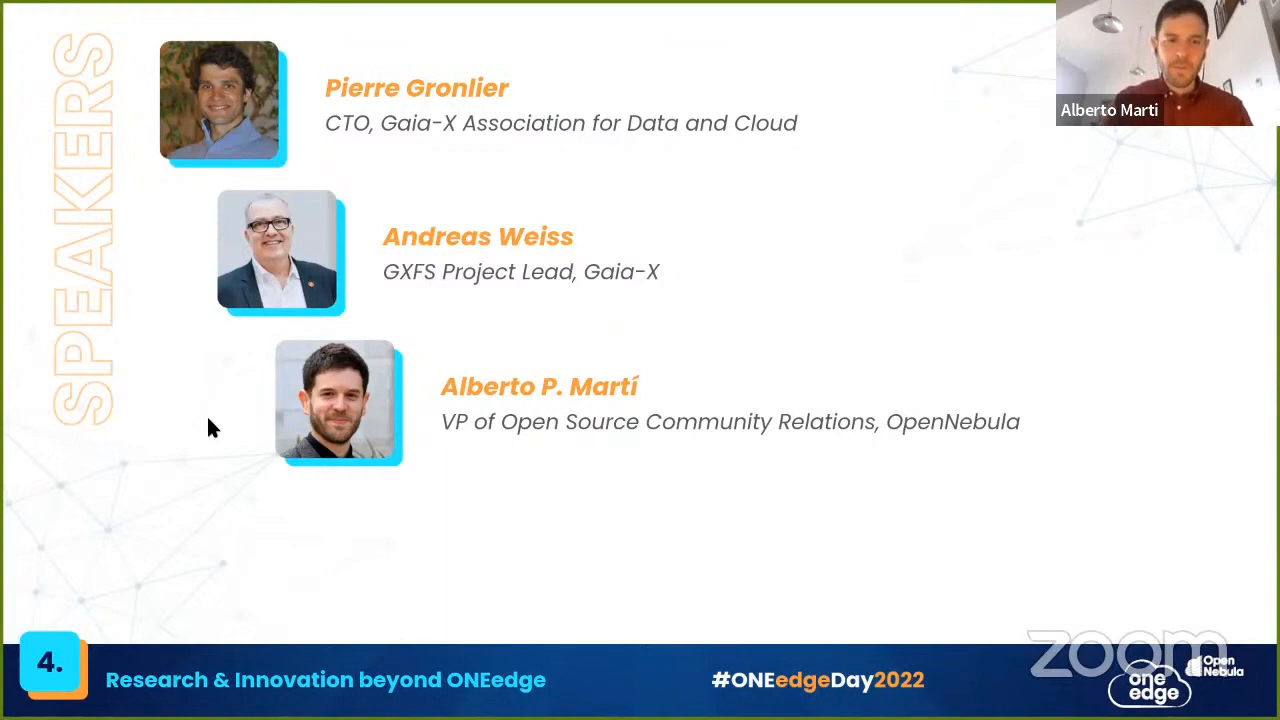 SPEAKERS
Pierre Gronlier
CTO, Gaia-X Association for Data and Cloud
Andreas Weiss
GXFS Project Lead, Gaia-X
Alberto P. Martí
VP of Open Source Community Relations, OpenNebula
Alberto Marti
4.
Research & Innovation beyond ONEedge
#ONEedgeDay2022
zoom
one
edge
Open
Nebula